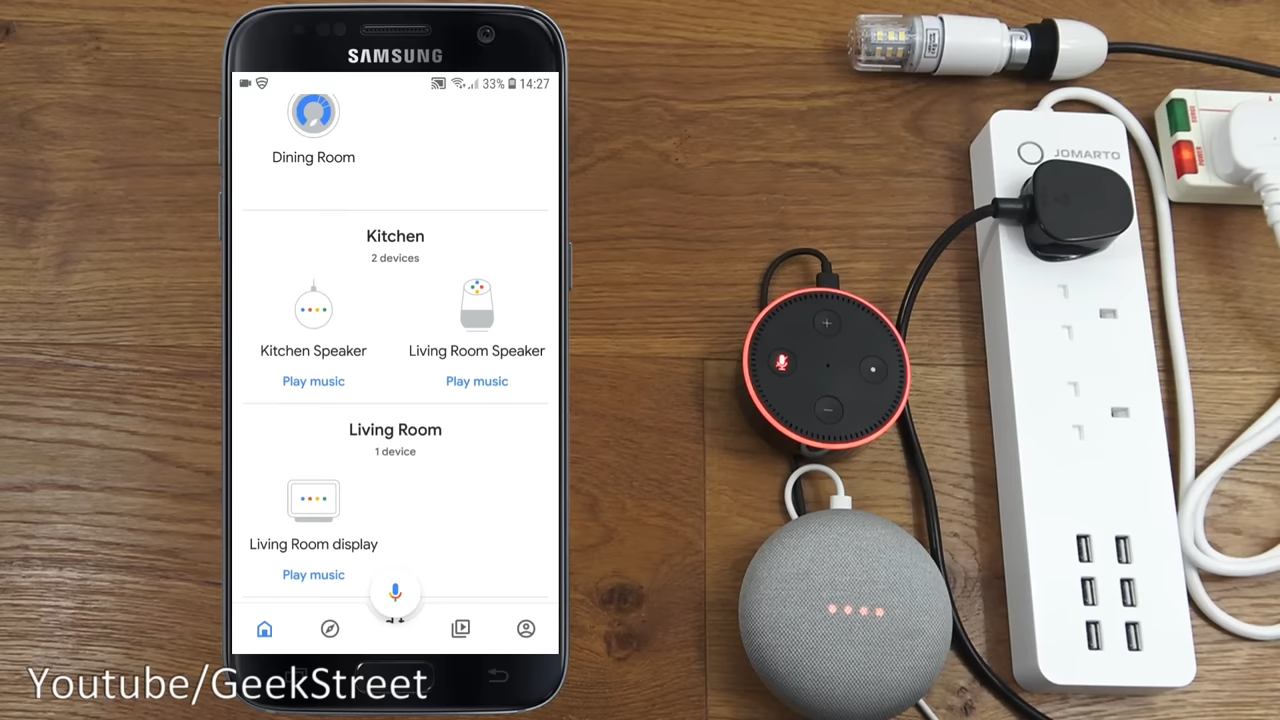 SAMSUNG
33% 14:27
Dining Room
Kitchen
2 devices
Kitchen Speaker
Living Room Speaker
Play music
Play music
Living Room
1 device
Living Room display
Play music
Youtube/GeekStreet
JOMARTO
POWER